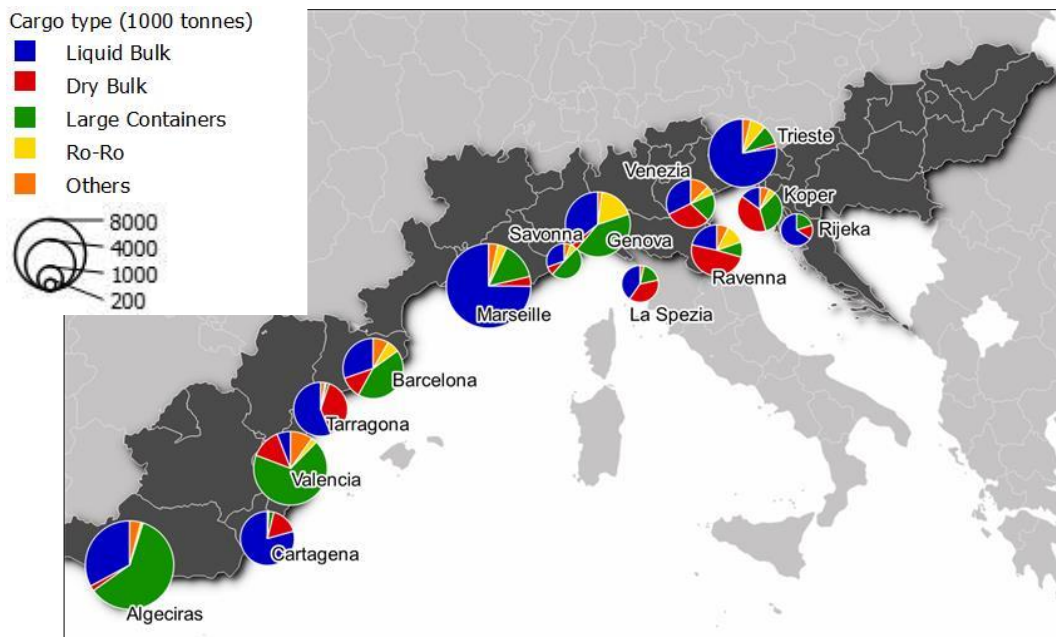 Cargo type (1000 tonnes)
Liquid Bulk
Dry Bulk
Large Containers
Ro-Ro
Others
8000
4000
1000
200
Trieste
Venezia
Koper
Savonna
Genova
Rijeka
Ravenna
Marseille
La Spezia
Barcelona
Tarragona
Valencia
Cartagena
Algeciras